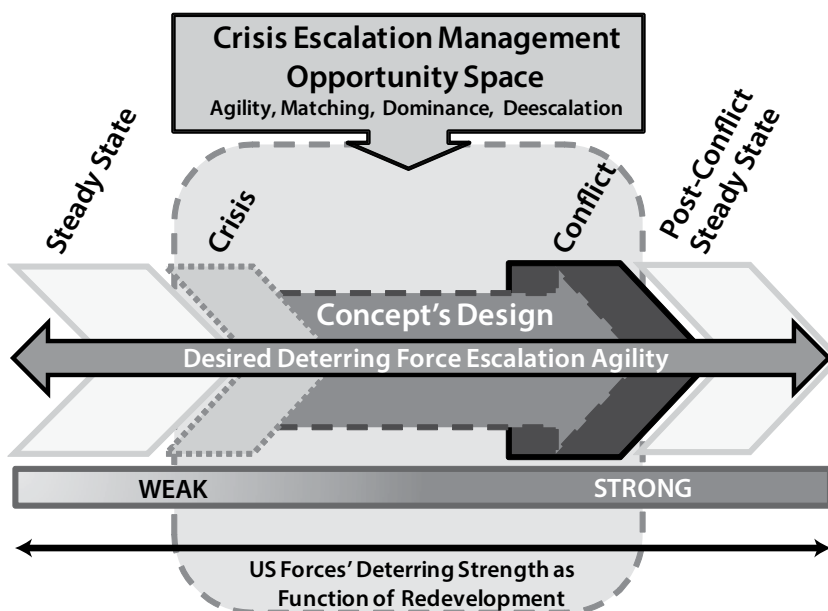 Crisis Escalation Management
Opportunity Space
Agility, Matching, Dominance, Deescalation
Steady State
Crisis
Conflict
Post-Conflict
Steady State
Concept's Design
Desired Deterring Force Escalation Agility
WEAK
STRONG
US Forces' Deterring Strength as
Function of Redevelopment